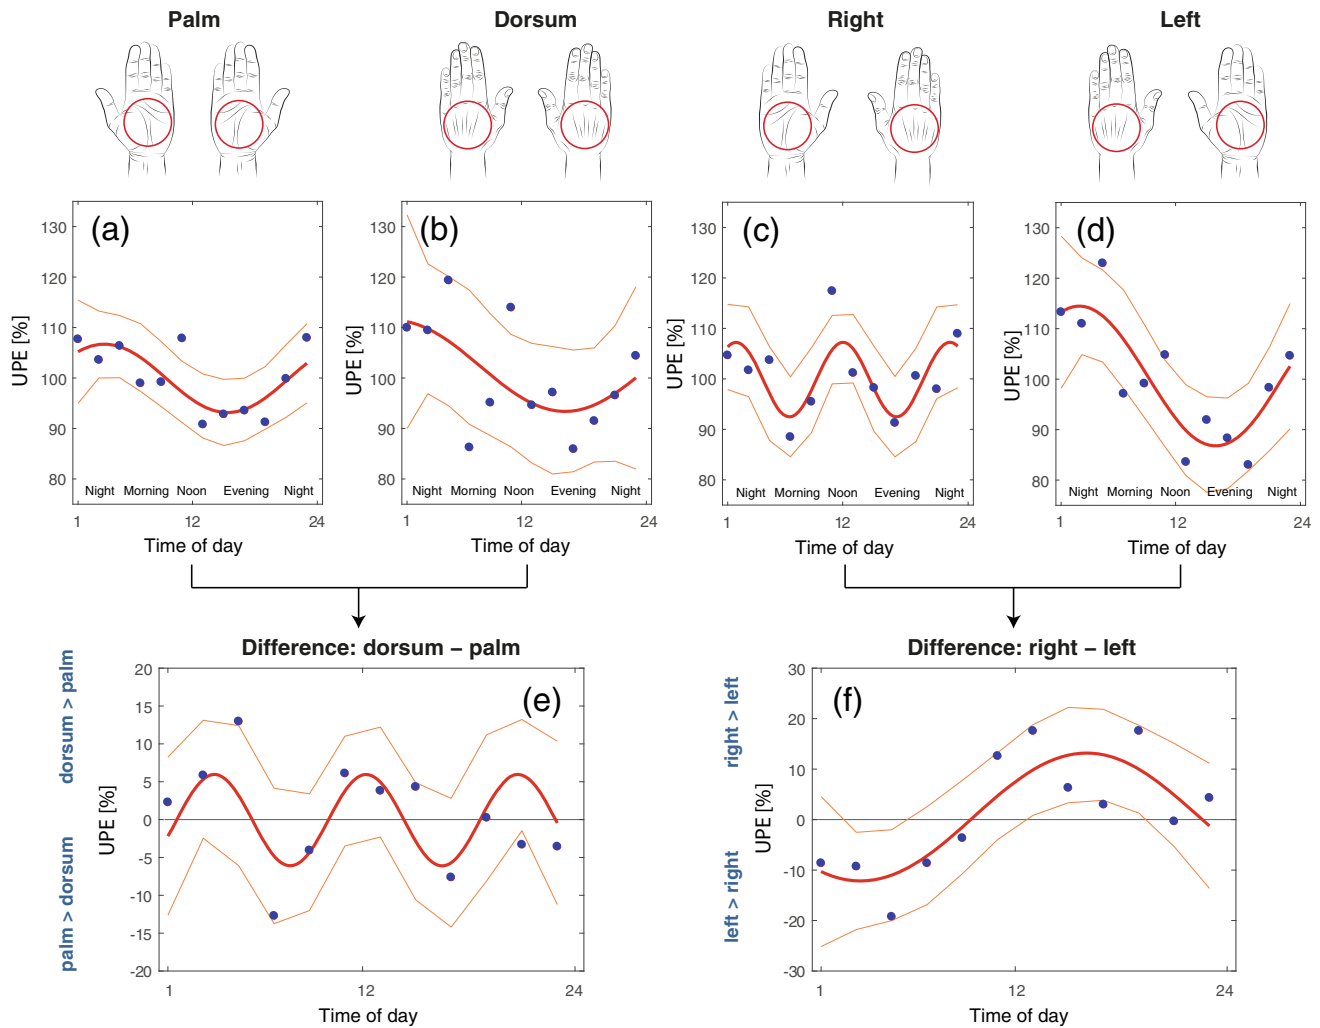 Palm Dorsum Right Left
(a) (b) (c) (d)
UPE [%]
130
120
110
100
90
80
Night Morning Noon Evening Night
1 12 24
Time of day
UPE [%]
130
120
110
100
90
80
Night Morning Noon Evening Night
1 12 24
Time of day
UPE [%]
130
120
110
100
90
80
Night Morning Noon Evening Night
1 12 24
Time of day
UPE [%]
130
120
110
100
90
80
Night Morning Noon Evening Night
1 12 24
Time of day
Difference: dorsum – palm
(e)
dorsum > palm
palm > dorsum
UPE [%]
20
15
10
5
0
-5
-10
-15
-20
1 12 24
Time of day
Difference: right – left
(f)
right > left
left > right
UPE [%]
30
20
10
0
-10
-20
-30
1 12 24
Time of day